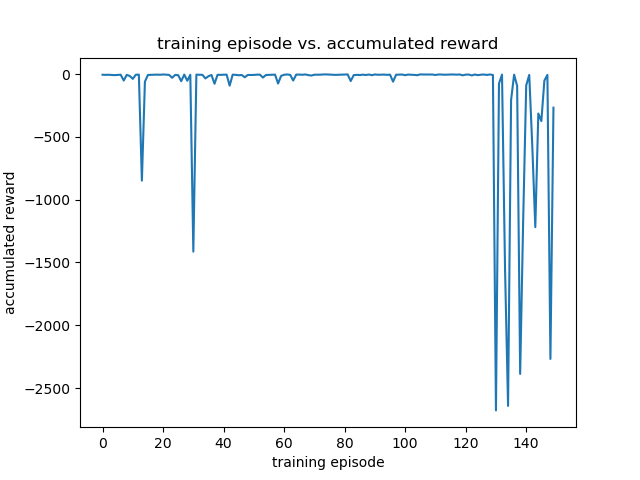 training episode vs. accumulated reward
0
−500
−1000
−1500
−2000
−2500
accumulated reward
0 20 40 60 80 100 120 140
training episode